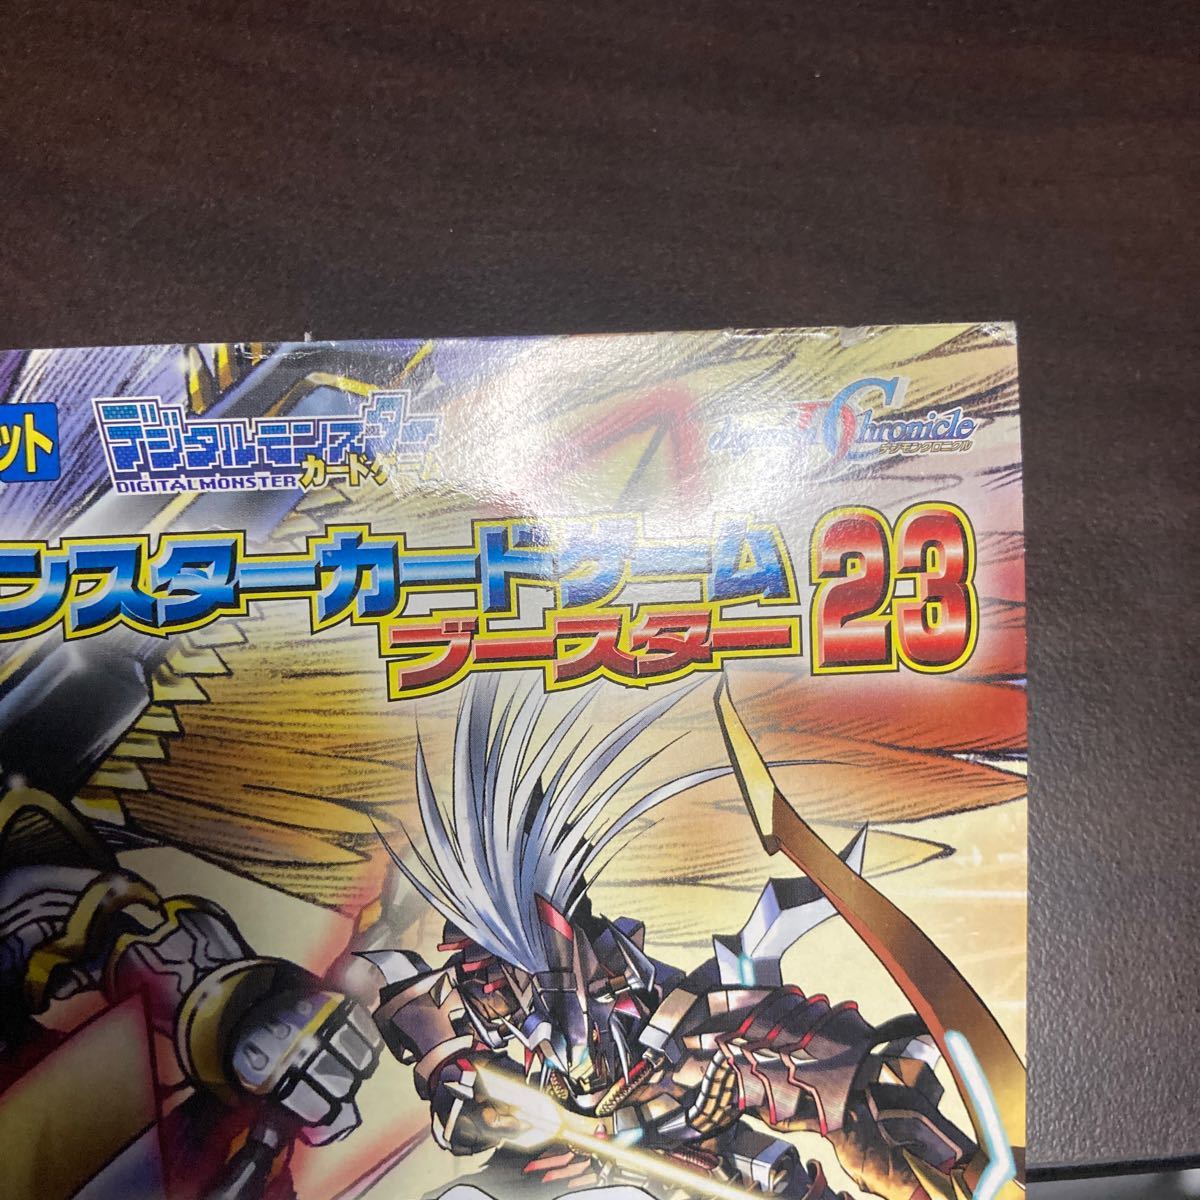 ット
デジタルモンスター
DIGITALMONSTER カードゲーム
Chronicle
デジモンクロニクル
ンスターカードゲーム
ブースター 23